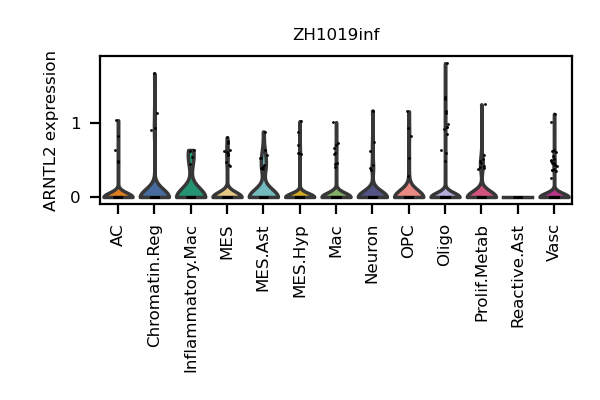 ZH1019inf
ARNTL2 expression
1
0
AC
Chromatin.Reg
Inflammatory.Mac
MES
MES.Ast
MES.Hyp
Mac
Neuron
OPC
Oligo
Prolif.Metab
Reactive.Ast
Vasc